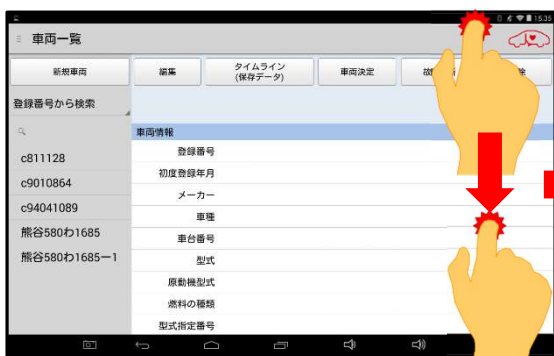 15:35
車両一覧
新規車両
編集
タイムライン
(保存データ)
車両決定
登録番号から検索
車両情報
c811128
c9010864
c94041089
熊谷580わ1685
熊谷580わ1685ー1
登録番号
初度登録年月
メーカー
車種
車台番号
型式
原動機型式
燃料の種類
型式指定番号